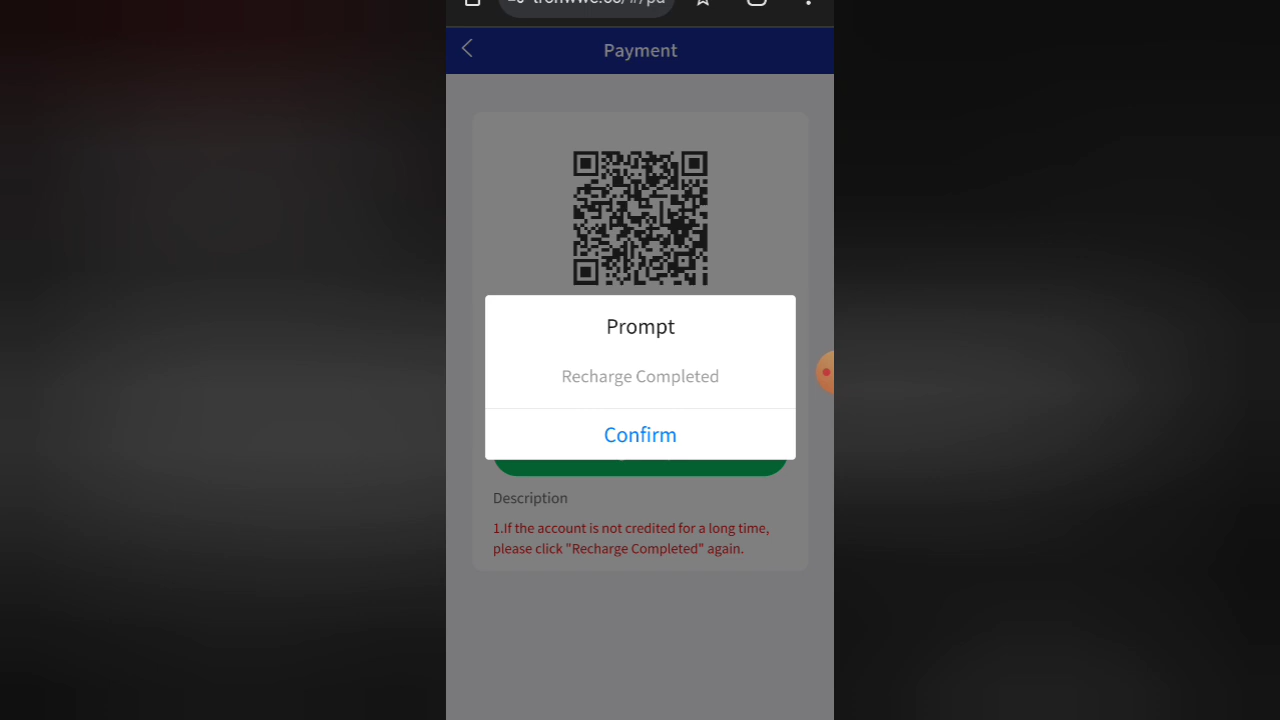 Payment
Prompt
Recharge Completed
Confirm
Description
1.If the account is not credited for a long time,
please click "Recharge Completed" again.